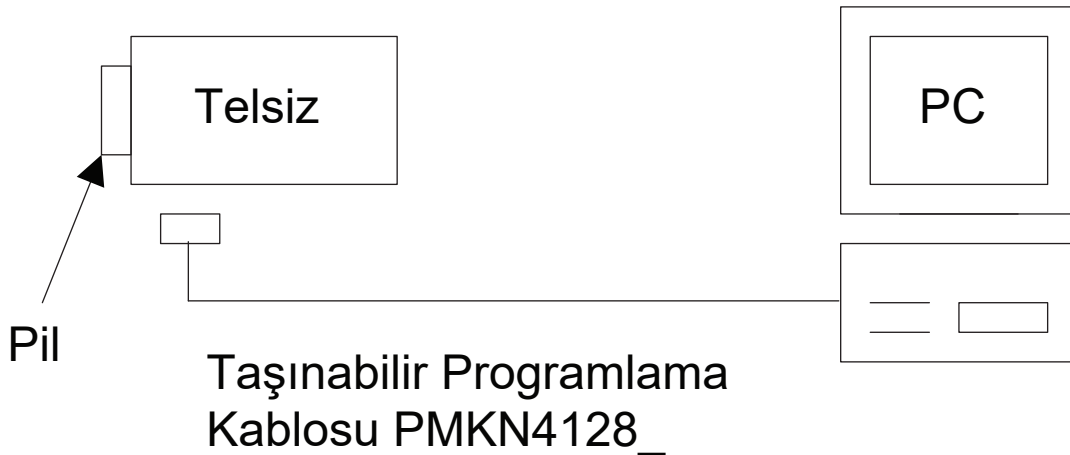 Telsiz
PC
Pil
Taşınabilir Programlama
Kablosu PMKN4128_